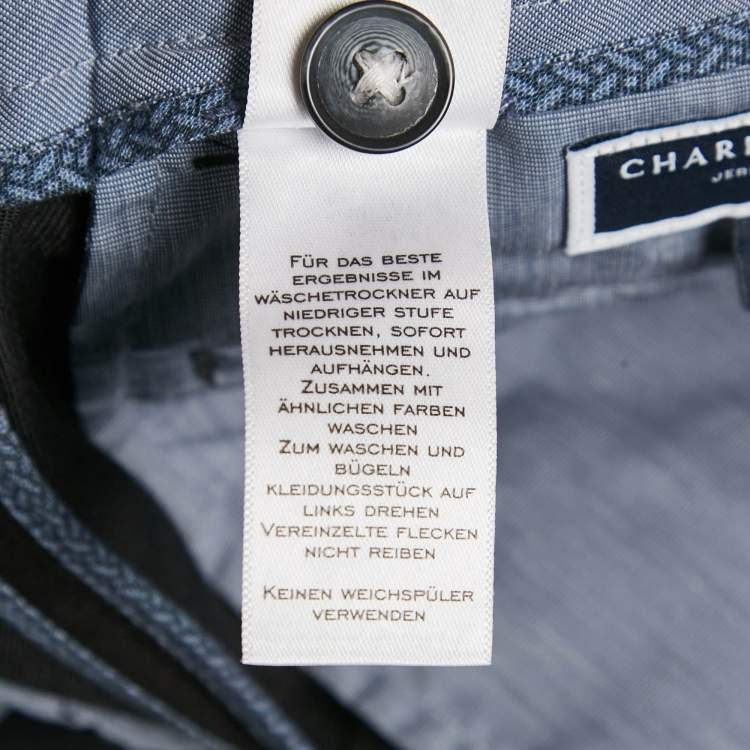 CHAR
JER
FÜR DAS BESTE
ERGEBNISSE IM
WÄSCHETROCKNER AUF
NIEDRIGER STUFE
TROCKNEN, SOFORT
HERAUSNEHMEN UND
AUFHÄNGEN.
ZUSAMMEN MIT
ÄHNLICHEN FARBEN
WASCHEN
ZUM WASCHEN UND
BÜGELN
KLEIDUNGSSTÜCK AUF
LINKS DREHEN
VEREINZELTE FLECKEN
NICHT REIBEN
KEINEN WEICHSPÜLER
VERWENDEN